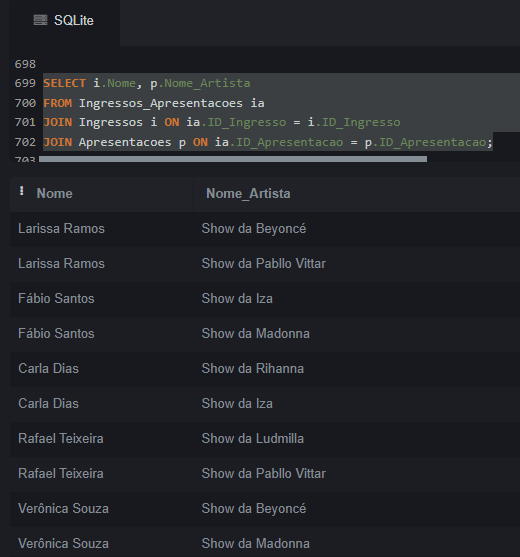 SQLite
698
699 SELECT i.Nome, p.Nome_Artista
700 FROM Ingressos_Apresentacoes ia
701 JOIN Ingressos i ON ia.ID_Ingresso = i.ID_Ingresso
702 JOIN Apresentacoes p ON ia.ID_Apresentacao = p.ID_Apresentacao;
703
Nome Nome_Artista
Larissa Ramos Show da Beyoncé
Larissa Ramos Show da Pabllo Vittar
Fábio Santos Show da Iza
Fábio Santos Show da Madonna
Carla Dias Show da Rihanna
Carla Dias Show da Iza
Rafael Teixeira Show da Ludmilla
Rafael Teixeira Show da Pabllo Vittar
Verônica Souza Show da Beyoncé
Verônica Souza Show da Madonna